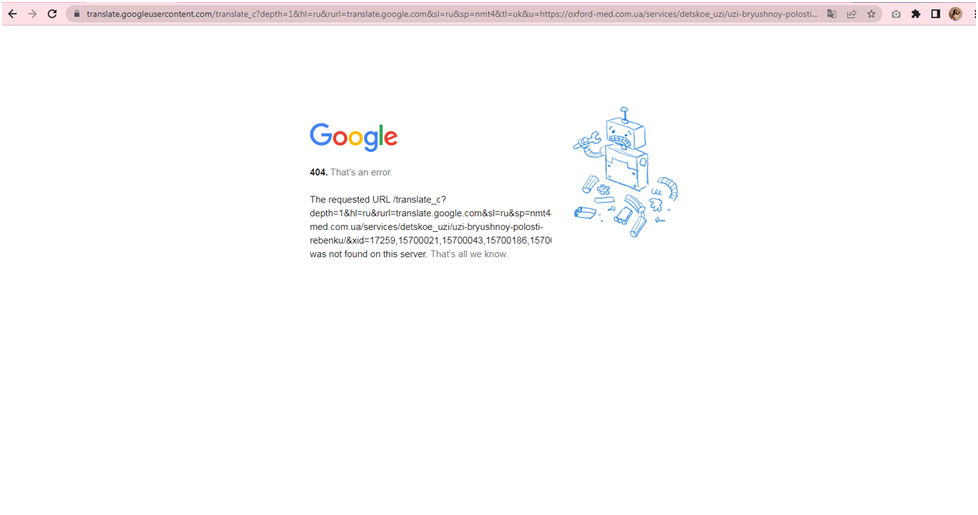 translate.googleusercontent.com/translate_c?depth=1&hl=ru&rurl=translate.google.com&sl=ru&sp=nmt4&tl=uk&u=https://oxford-med.com.ua/services/detskoe_uzi/uzi-bryushnoy-polosti...
Google
404. That's an error.
The requested URL /translate_c?
depth=1&hl=ru&rurl=translate.google.com&sl=ru&sp=nmt4
med.com.ua/services/detskoe_uzi/uzi-bryushnoy-polosti-
rebenku/&xid=17259,15700021,15700043,15700186,1570
was not found on this server. That's all we know.